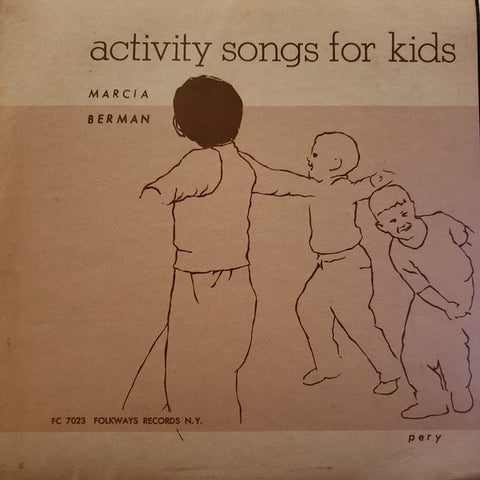 activity songs for kids
MARCIA
BERMAN
FC 7023 FOLKWAYS RECORDS N.Y.
pery